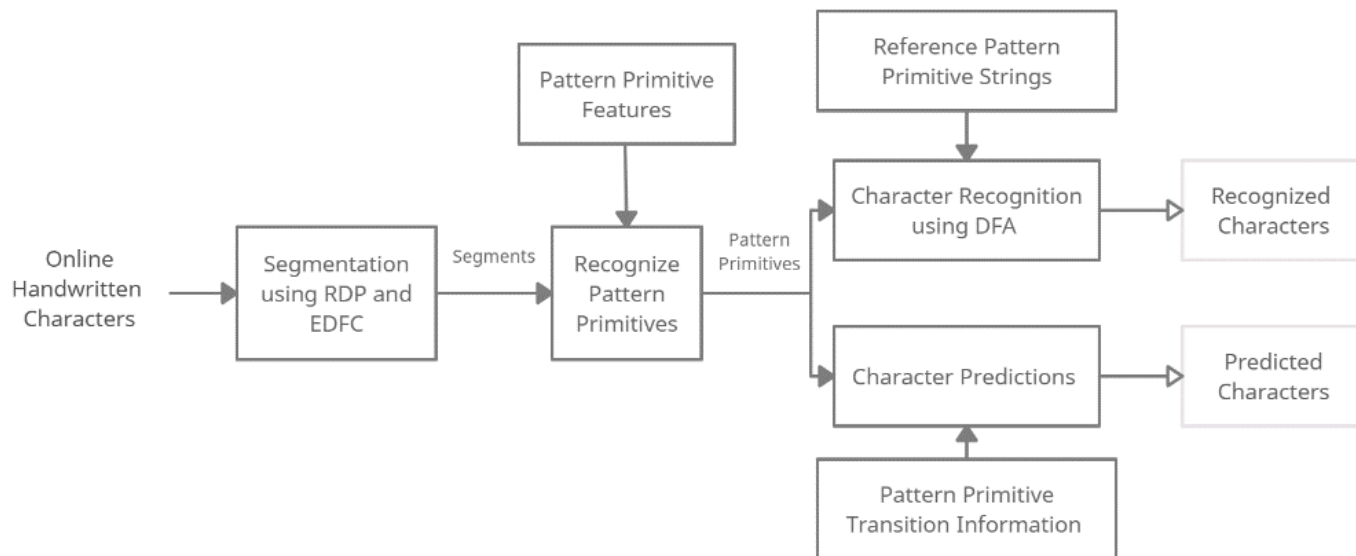 Online
Handwritten
Characters
Segmentation
using RDP and
EDFC
Segments
Pattern Primitive
Features
Recognize
Pattern
Primitives
Pattern
Primitives
Reference Pattern
Primitive Strings
Character Recognition
using DFA
Recognized
Characters
Character Predictions
Predicted
Characters
Pattern Primitive
Transition Information